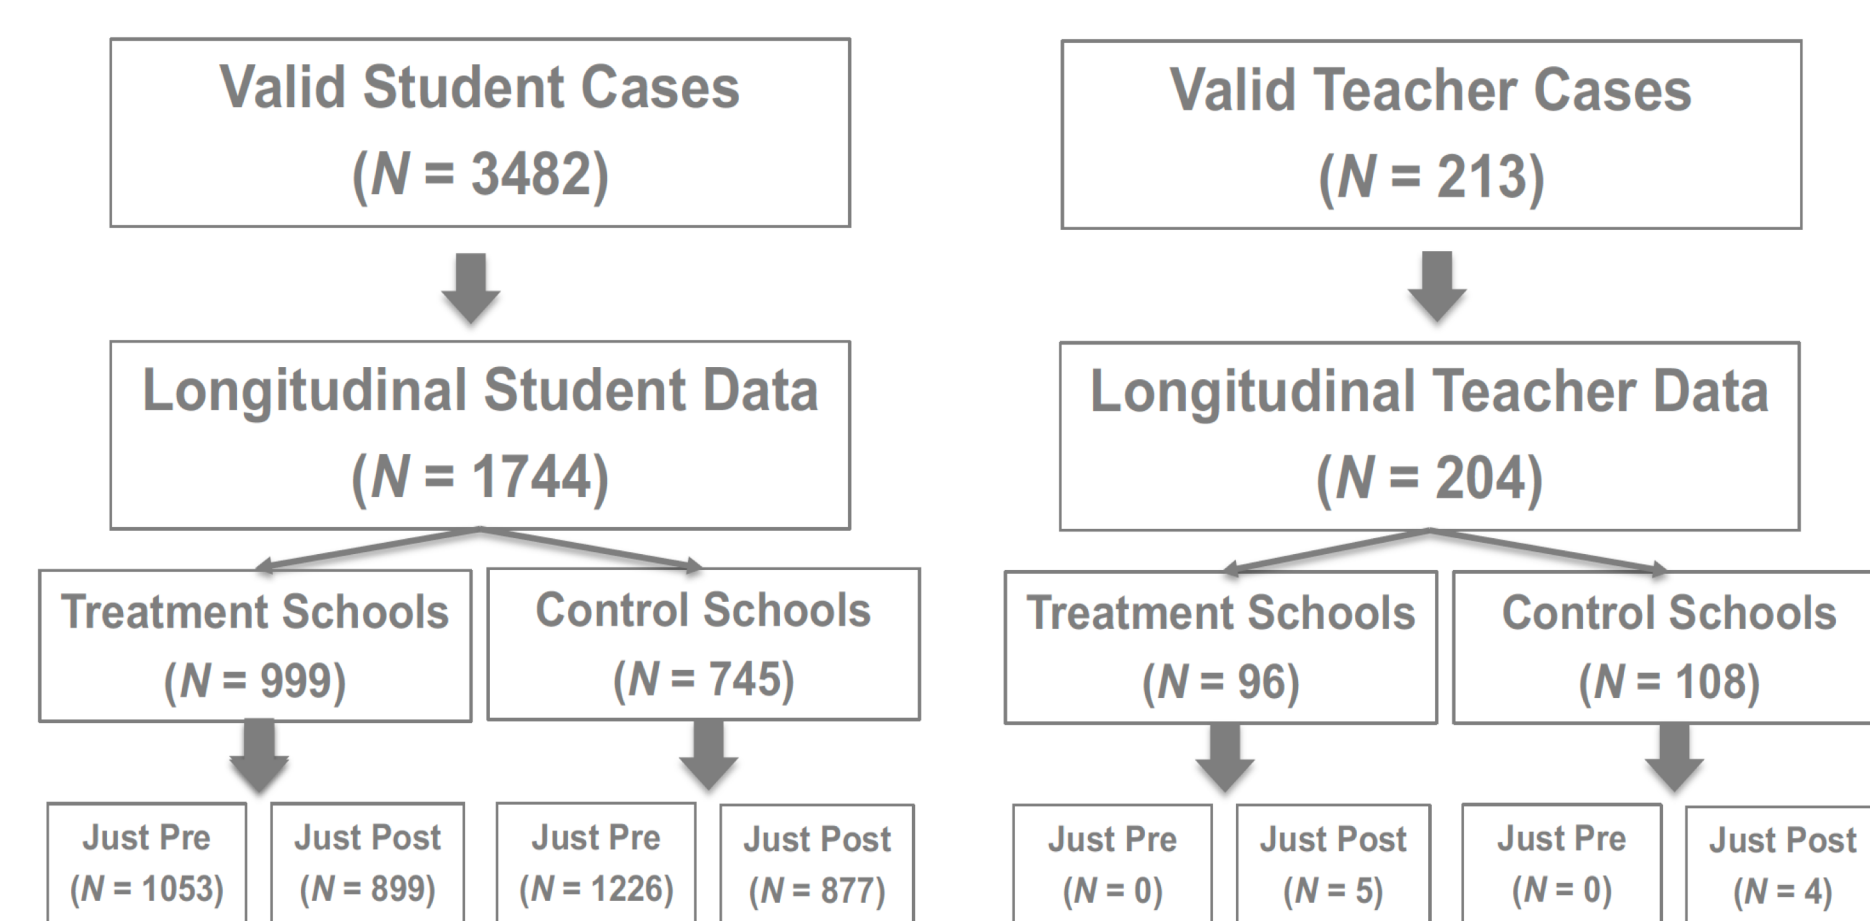 Valid Student Cases
(N = 3482)
Longitudinal Student Data
(N = 1744)
Treatment Schools
(N = 999)
Control Schools
(N = 745)
Just Pre
(N = 1053)
Just Post
(N = 899)
Just Pre
(N = 1226)
Just Post
(N = 877)
Valid Teacher Cases
(N = 213)
Longitudinal Teacher Data
(N = 204)
Treatment Schools
(N = 96)
Control Schools
(N = 108)
Just Pre
(N = 0)
Just Post
(N = 5)
Just Pre
(N = 0)
Just Post
(N = 4)